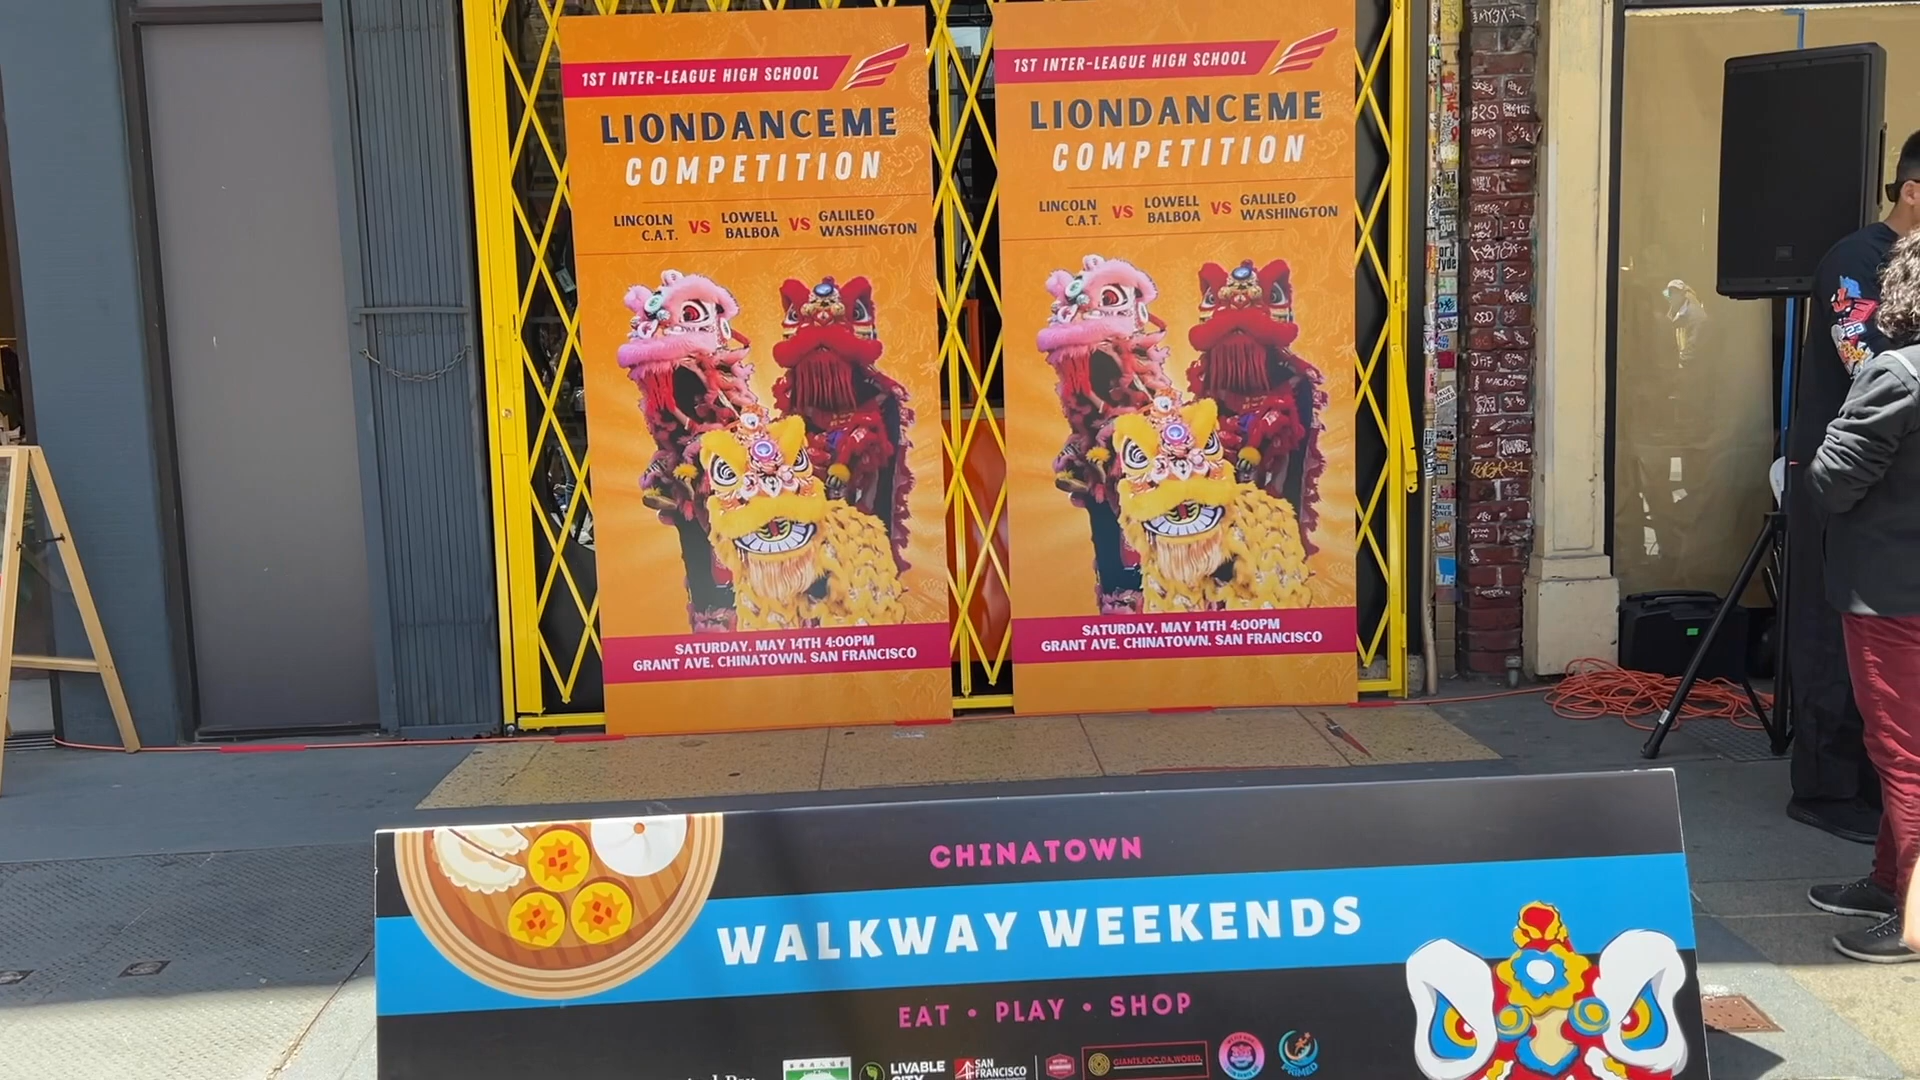 1ST INTER-LEAGUE HIGH SCHOOL
LIONDANCEME
COMPETITION
LINCOLN C.A.T. VS LOWELL BALBOA VS GALILEO WASHINGTON
SATURDAY. MAY 14TH 4:00PM
GRANT AVE. CHINATOWN. SAN FRANCISCO
1ST INTER-LEAGUE HIGH SCHOOL
LIONDANCEME
COMPETITION
LINCOLN C.A.T. VS LOWELL BALBOA VS GALILEO WASHINGTON
SATURDAY. MAY 14TH 4:00PM
GRANT AVE. CHINATOWN. SAN FRANCISCO
CHINATOWN
WALKWAY WEEKENDS
EAT • PLAY • SHOP
LIVABLE CITY
SAN FRANCISCO